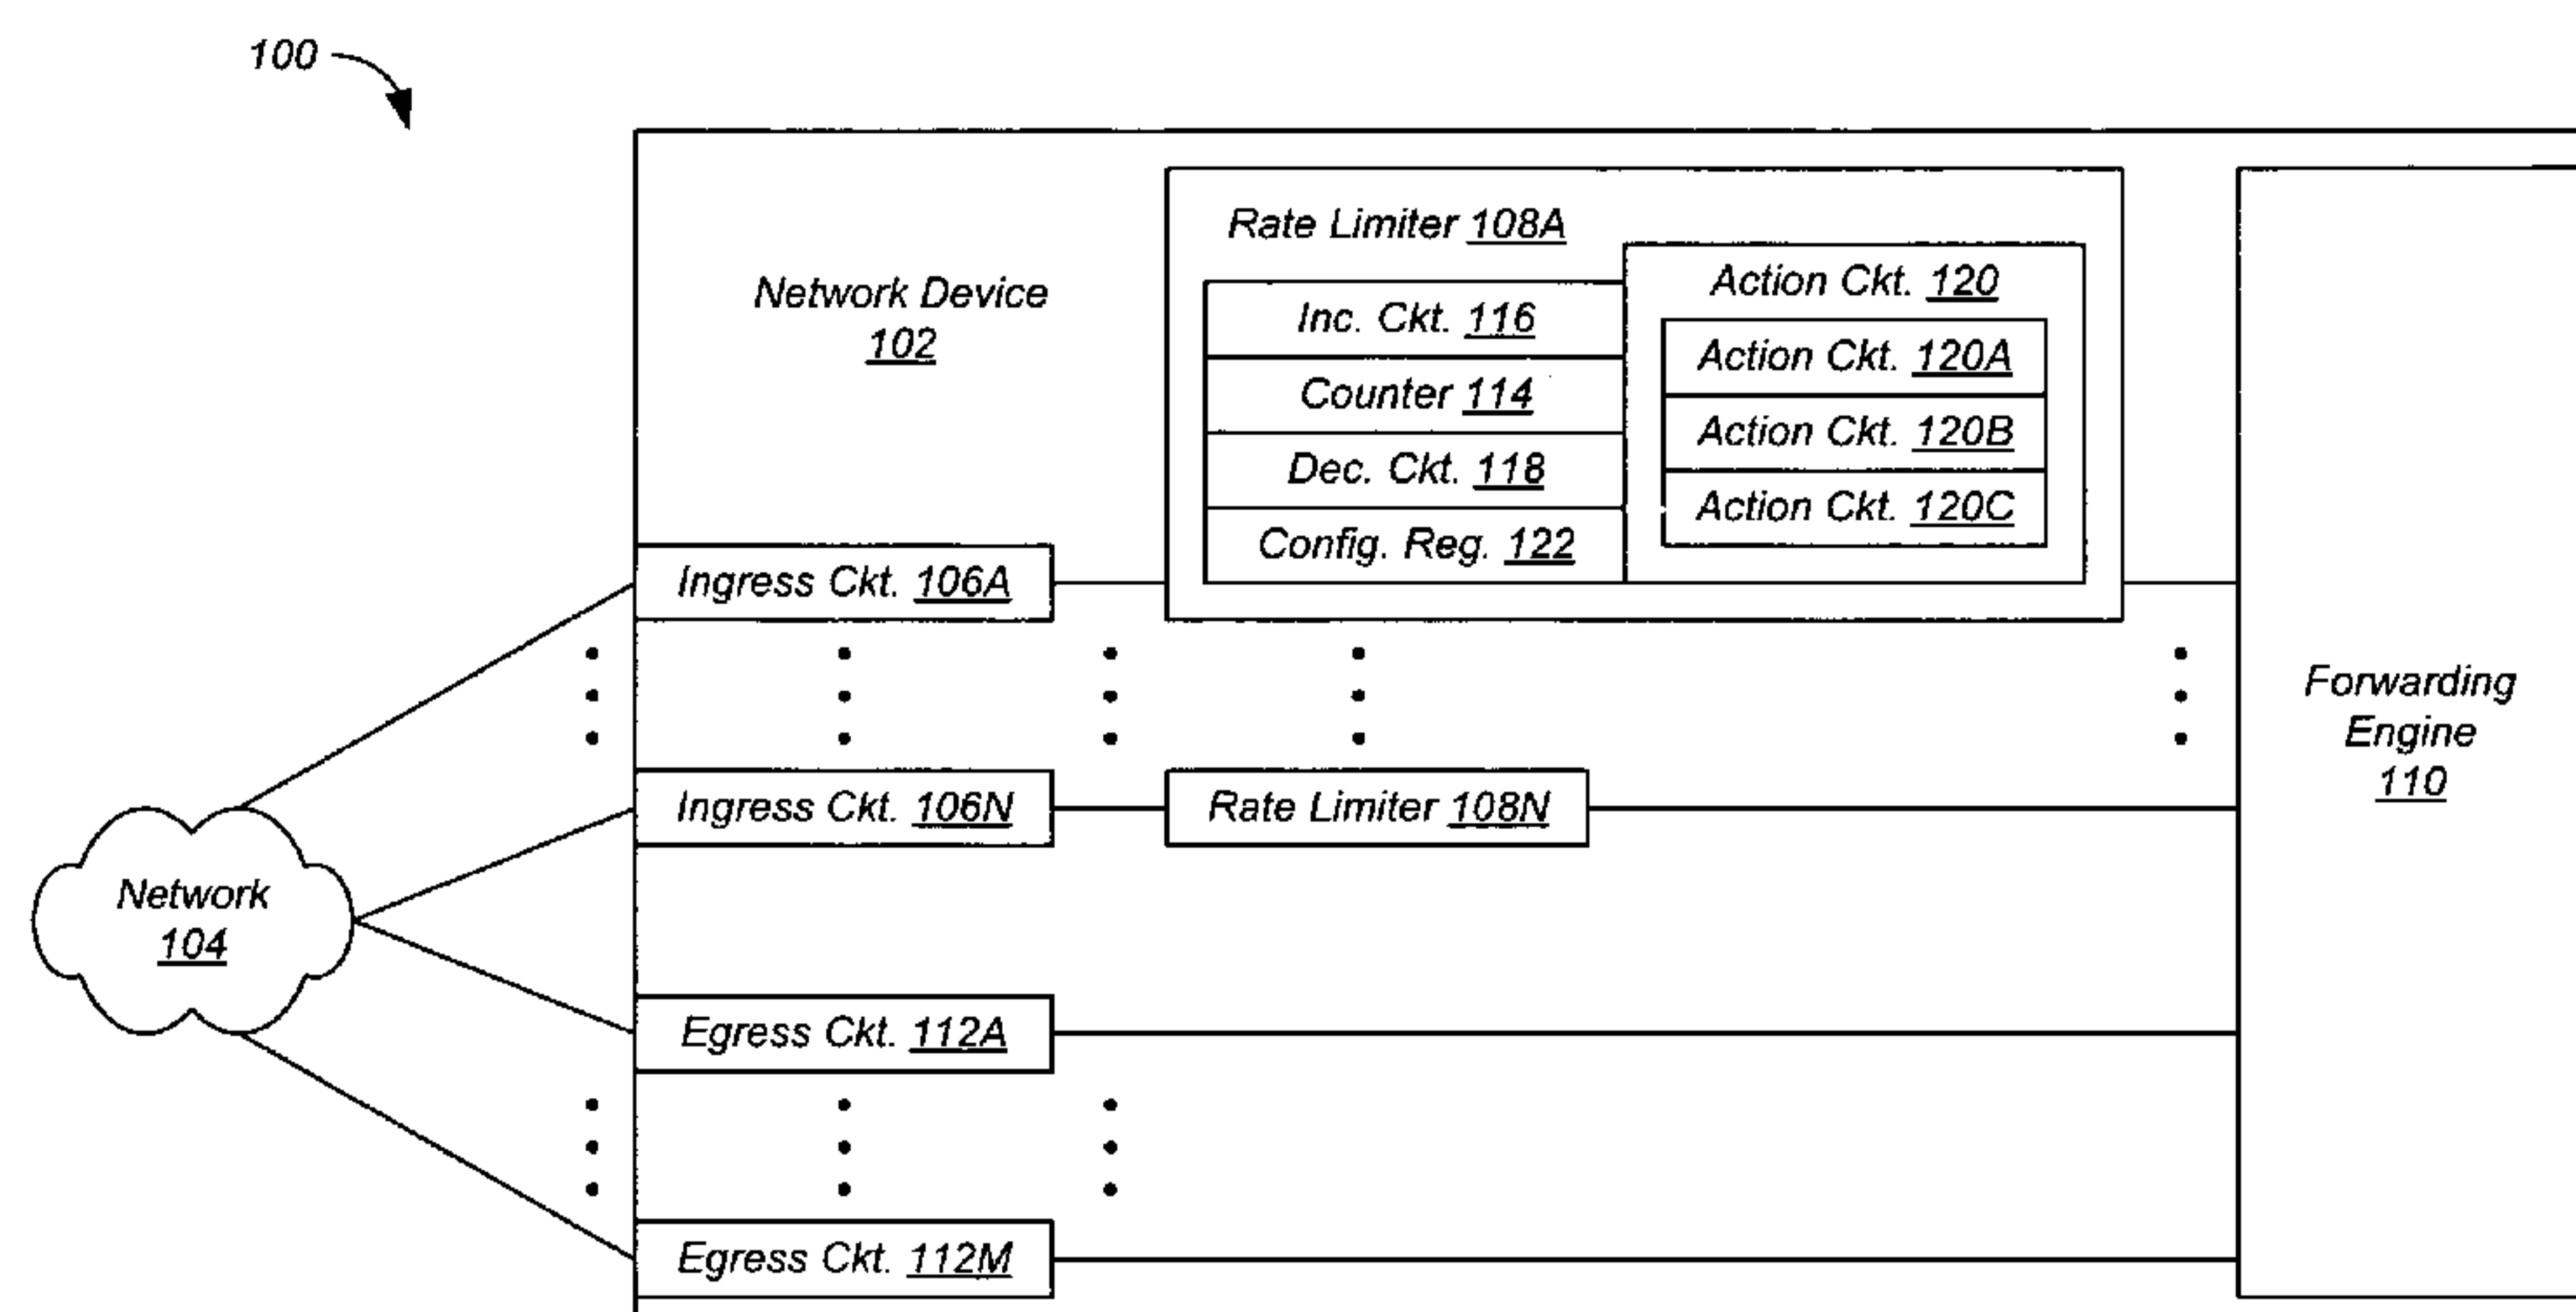 100
Network Device
102
Rate Limiter 108A
Inc. Ckt. 116
Counter 114
Dec. Ckt. 118
Config. Reg. 122
Action Ckt. 120
Action Ckt. 120A
Action Ckt. 120B
Action Ckt. 120C
Ingress Ckt. 106A
Ingress Ckt. 106N
Rate Limiter 108N
Forwarding
Engine
110
Network
104
Egress Ckt. 112A
Egress Ckt. 112M